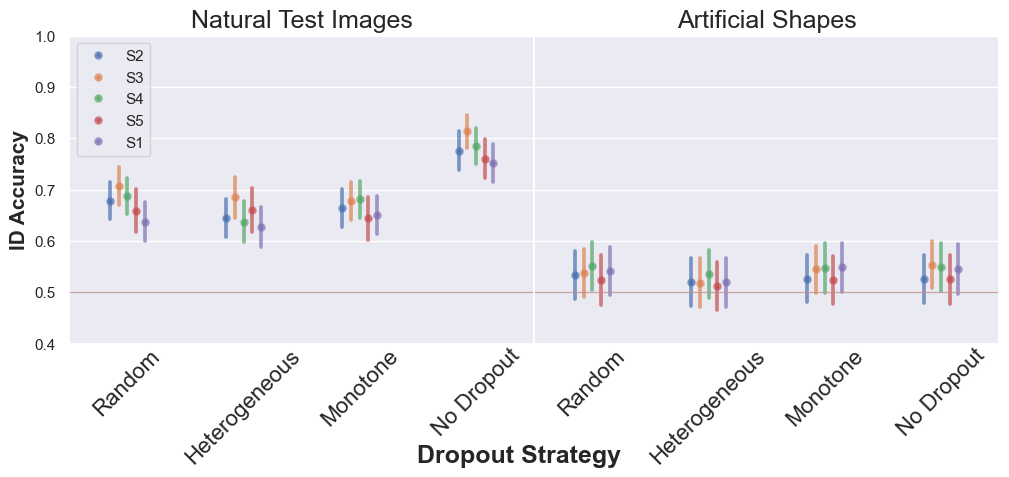 Natural Test Images
Artificial Shapes
ID Accuracy
1.0
0.9
0.8
0.7
0.6
0.5
0.4
S2
S3
S4
S5
S1
Random
Heterogeneous
Monotone
No Dropout
Random
Heterogeneous
Monotone
No Dropout
Dropout Strategy